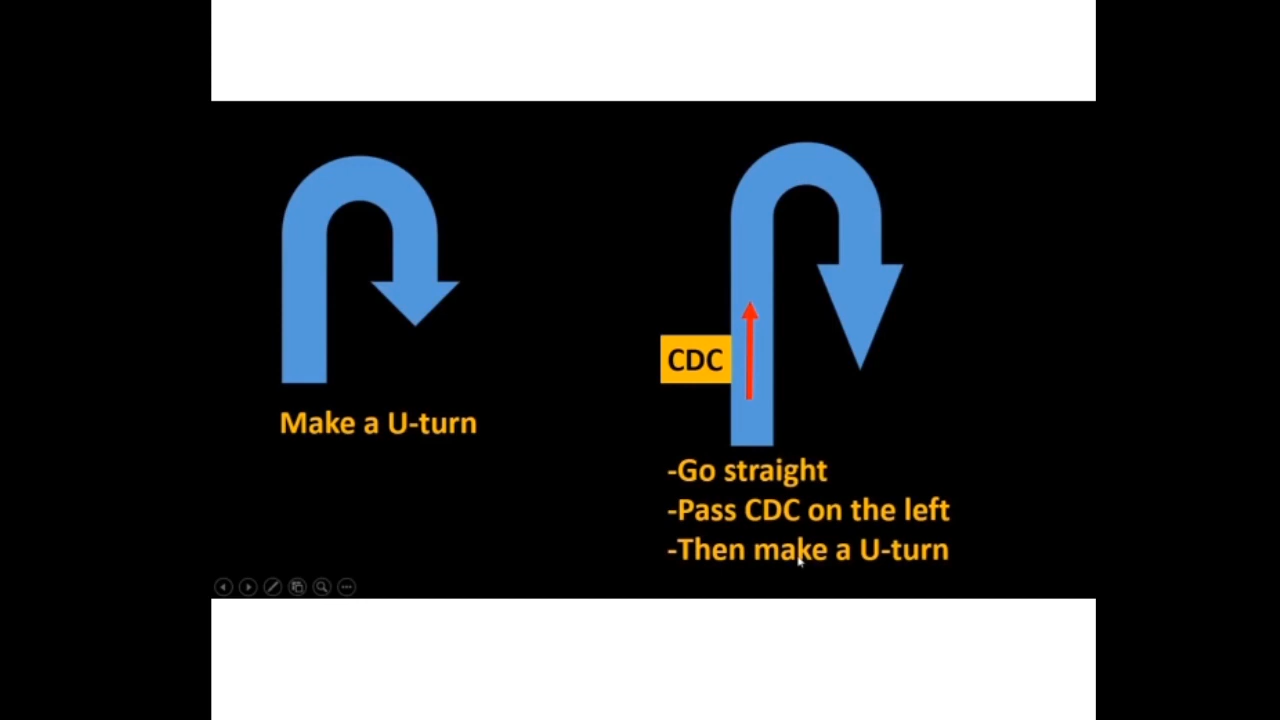 Make a U-turn
CDC
-Go straight
-Pass CDC on the left
-Then make a U-turn